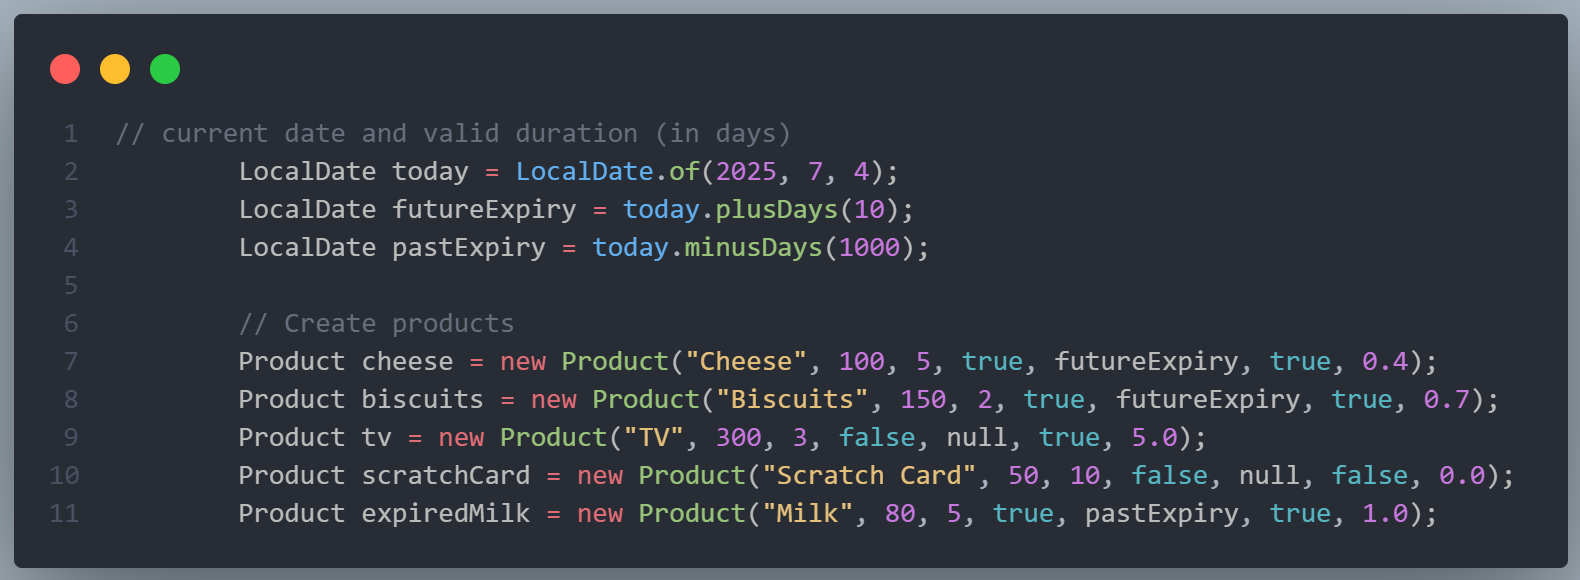 1 // current date and valid duration (in days)
2 LocalDate today = LocalDate.of(2025, 7, 4);
3 LocalDate futureExpiry = today.plusDays(10);
4 LocalDate pastExpiry = today.minusDays(1000);
5
6 // Create products
7 Product cheese = new Product("Cheese", 100, 5, true, futureExpiry, true, 0.4);
8 Product biscuits = new Product("Biscuits", 150, 2, true, futureExpiry, true, 0.7);
9 Product tv = new Product("TV", 300, 3, false, null, true, 5.0);
10 Product scratchCard = new Product("Scratch Card", 50, 10, false, null, false, 0.0);
11 Product expiredMilk = new Product("Milk", 80, 5, true, pastExpiry, true, 1.0);